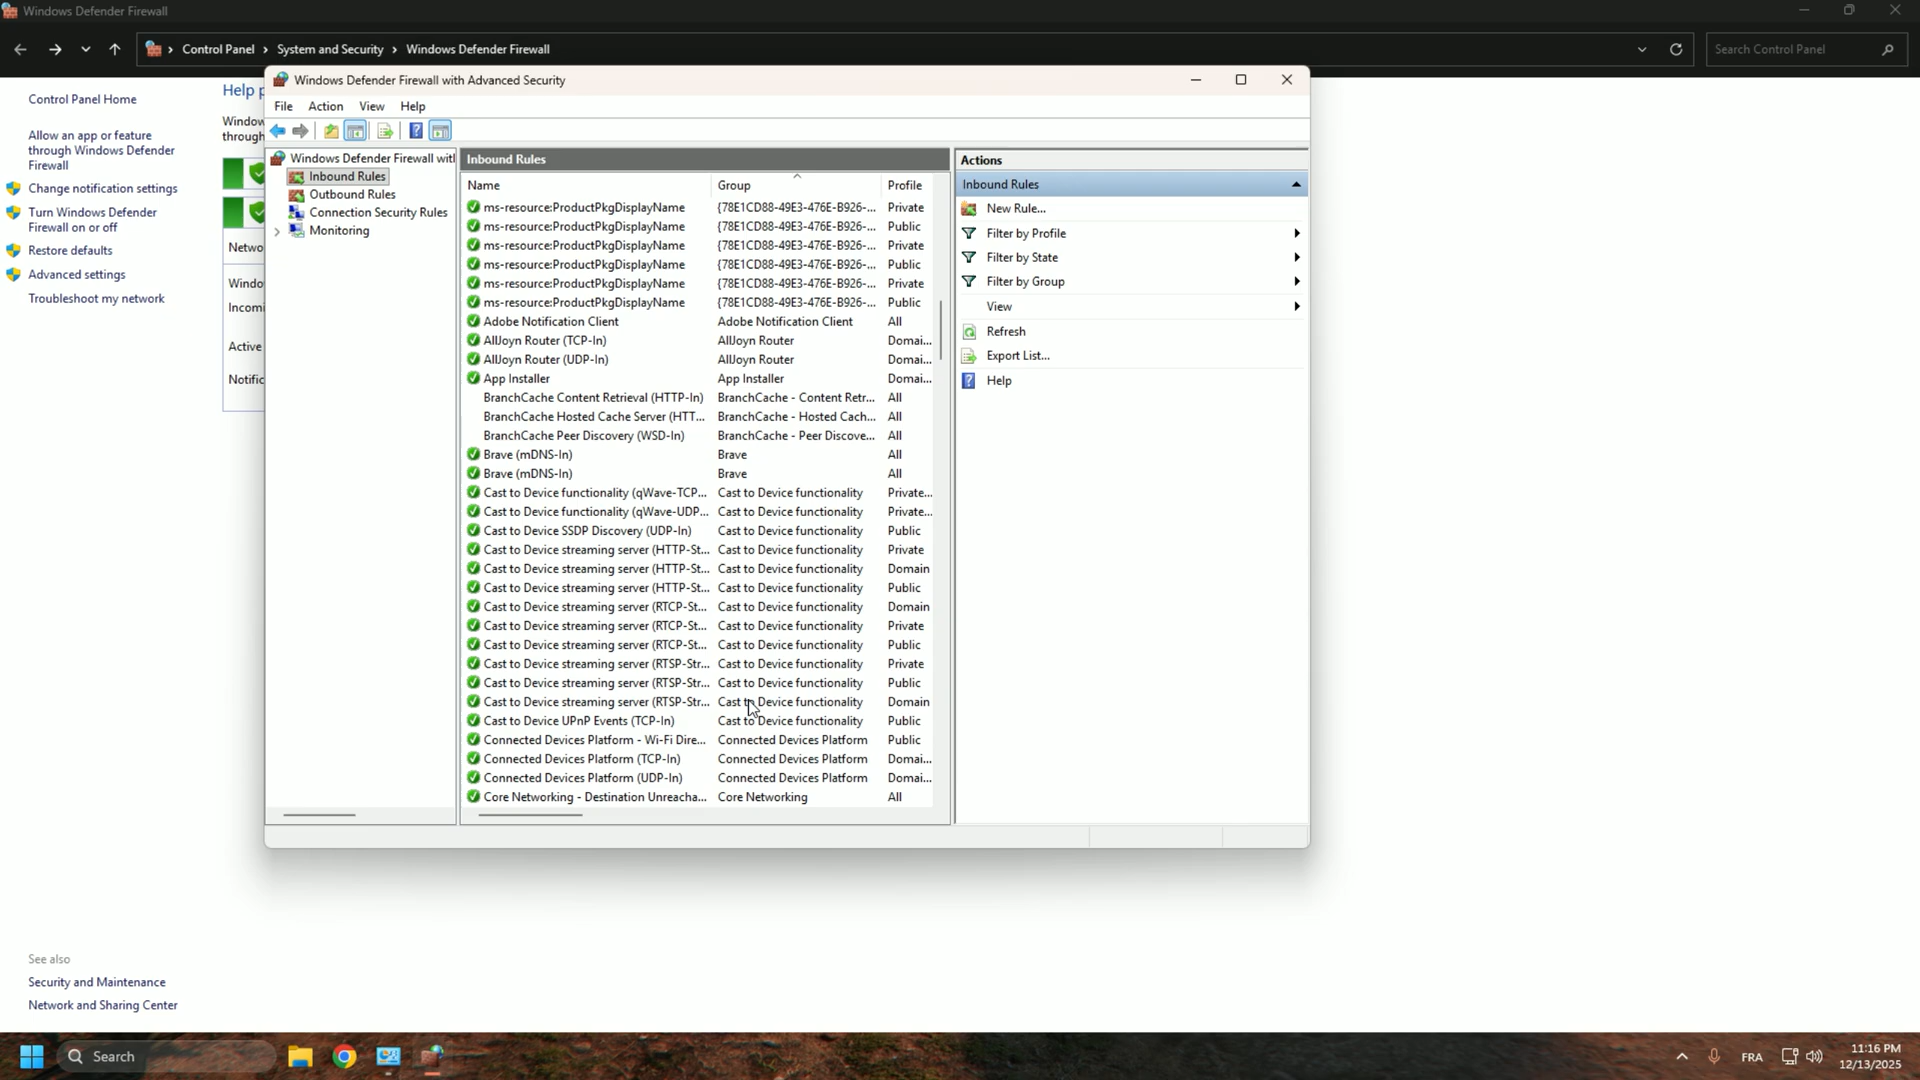 Windows Defender Firewall
Control Panel > System and Security > Windows Defender Firewall
Search Control Panel
Control Panel Home
Allow an app or feature
through Windows Defender
Firewall
Change notification settings
Turn Windows Defender
Firewall on or off
Restore defaults
Advanced settings
Troubleshoot my network
Help p
Window
through
Netwo
Windo
Incomi
Active
Notific
See also
Security and Maintenance
Network and Sharing Center
Windows Defender Firewall with Advanced Security
File Action View Help
Windows Defender Firewall witl
Inbound Rules
Outbound Rules
Connection Security Rules
Monitoring
Inbound Rules
Name Group Profile
ms-resource:ProductPkgDisplayName {78E1CD88-49E3-476E-B926-... Private
ms-resource:ProductPkgDisplayName {78E1CD88-49E3-476E-B926-... Public
ms-resource:ProductPkgDisplayName {78E1CD88-49E3-476E-B926-... Private
ms-resource:ProductPkgDisplayName {78E1CD88-49E3-476E-B926-... Public
ms-resource:ProductPkgDisplayName {78E1CD88-49E3-476E-B926-... Private
ms-resource:ProductPkgDisplayName {78E1CD88-49E3-476E-B926-... Public
Adobe Notification Client Adobe Notification Client All
AllJoyn Router (TCP-In) AllJoyn Router Domai...
AllJoyn Router (UDP-In) AllJoyn Router Domai...
App Installer App Installer Domai...
BranchCache Content Retrieval (HTTP-In) BranchCache - Content Retr... All
BranchCache Hosted Cache Server (HTT... BranchCache - Hosted Cach... All
BranchCache Peer Discovery (WSD-In) BranchCache - Peer Discove... All
Brave (mDNS-In) Brave All
Brave (mDNS-In) Brave All
Cast to Device functionality (qWave-TCP... Cast to Device functionality Private...
Cast to Device functionality (qWave-UDP... Cast to Device functionality Private...
Cast to Device SSDP Discovery (UDP-In) Cast to Device functionality Public
Cast to Device streaming server (HTTP-St... Cast to Device functionality Private
Cast to Device streaming server (HTTP-St... Cast to Device functionality Domain
Cast to Device streaming server (HTTP-St... Cast to Device functionality Public
Cast to Device streaming server (RTCP-St... Cast to Device functionality Domain
Cast to Device streaming server (RTCP-St... Cast to Device functionality Private
Cast to Device streaming server (RTCP-St... Cast to Device functionality Public
Cast to Device streaming server (RTSP-Str... Cast to Device functionality Private
Cast to Device streaming server (RTSP-Str... Cast to Device functionality Public
Cast to Device streaming server (RTSP-Str... Cast to Device functionality Domain
Cast to Device UPnP Events (TCP-In) Cast to Device functionality Public
Connected Devices Platform - Wi-Fi Dire... Connected Devices Platform Public
Connected Devices Platform (TCP-In) Connected Devices Platform Domai...
Connected Devices Platform (UDP-In) Connected Devices Platform Domai...
Core Networking - Destination Unreacha... Core Networking All
Actions
Inbound Rules
New Rule...
Filter by Profile
Filter by State
Filter by Group
View
Refresh
Export List...
Help
Search
FRA
11:16 PM
12/13/2025